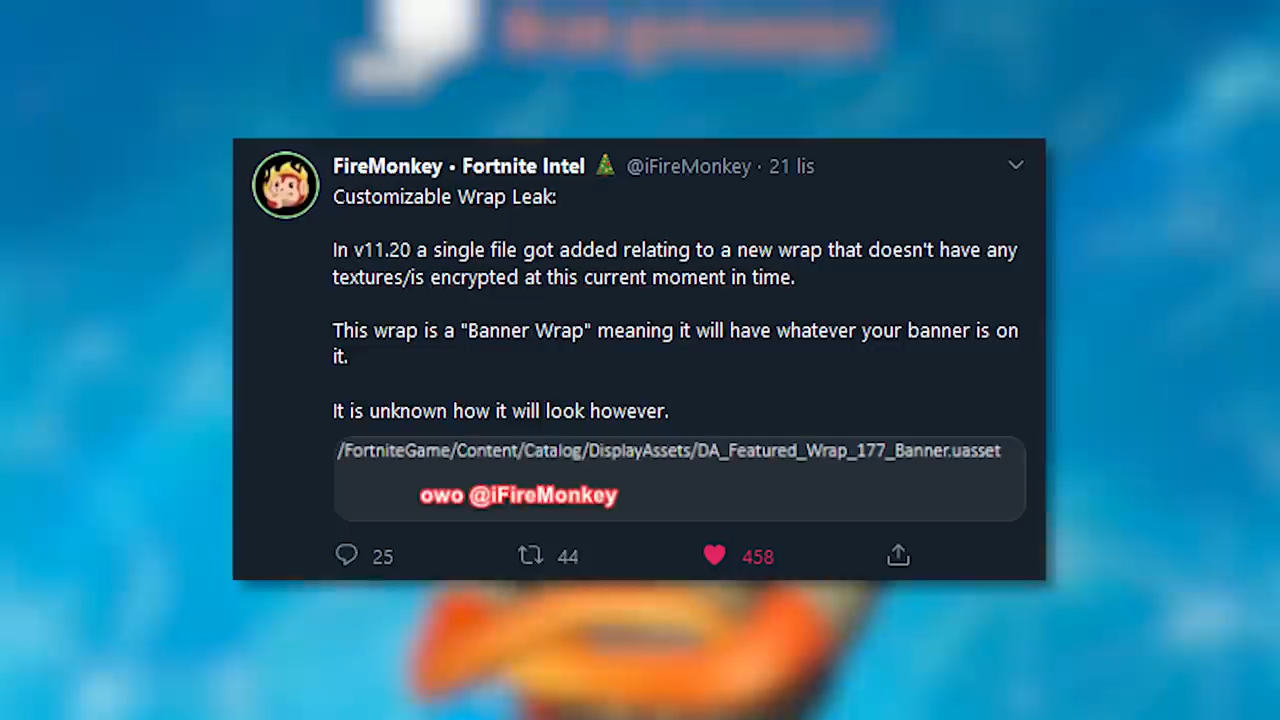 FireMonkey • Fortnite Intel 🎄 @iFireMonkey · 21 lis
Customizable Wrap Leak:
In v11.20 a single file got added relating to a new wrap that doesn't have any
textures/is encrypted at this current moment in time.
This wrap is a "Banner Wrap" meaning it will have whatever your banner is on
it.
It is unknown how it will look however.
/FortniteGame/Content/Catalog/DisplayAssets/DA_Featured_Wrap_177_Banner.uasset
owo @iFireMonkey
25 44 458